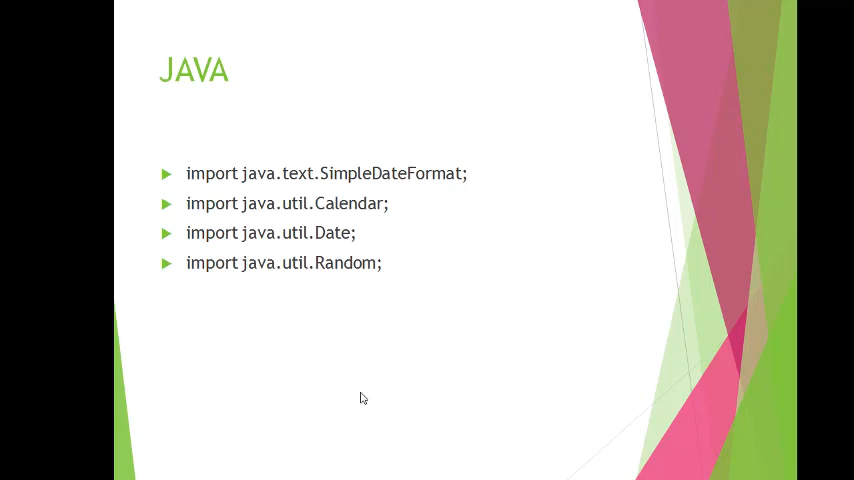 JAVA
import java.text.SimpleDateFormat;
import java.util.Calendar;
import java.util.Date;
import java.util.Random;